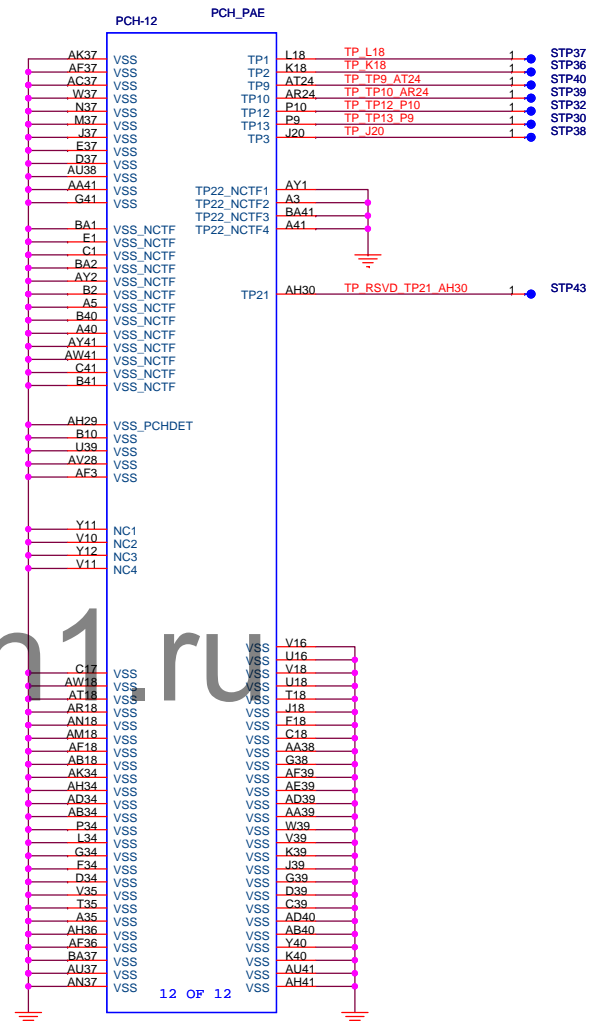 PCH-12 PCH_PAE
AK37 VSS TP1 L18 TP_L18 1 STP37
AF37 VSS TP2 K18 TP_K18 1 STP36
AC37 VSS TP9 AT24 TP_TP9_AT24 1 STP40
W37 VSS TP10 AR24 TP_TP10_AR24 1 STP39
N37 VSS TP12 P10 TP_TP12_P10 1 STP32
M37 VSS TP13 P9 TP_TP13_P9 1 STP30
J37 VSS TP3 J20 TP_J20 1 STP38
E37 VSS
D37 VSS
AU38 VSS
AA41 VSS TP22_NCTF1 AY1
G41 VSS TP22_NCTF2 A3
TP22_NCTF3 BA41
BA1 VSS_NCTF TP22_NCTF4 A41
E1 VSS_NCTF
C1 VSS_NCTF
BA2 VSS_NCTF
AY2 VSS_NCTF
B2 VSS_NCTF TP21 AH30 TP_RSVD_TP21_AH30 1 STP43
A5 VSS_NCTF
B40 VSS_NCTF
A40 VSS_NCTF
AY41 VSS_NCTF
AW41 VSS_NCTF
C41 VSS_NCTF
B41 VSS_NCTF
AH29 VSS_PCHDET
B10 VSS
U39 VSS
AV28 VSS
AF3 VSS
Y11 NC1
V10 NC2
Y12 NC3
V11 NC4
n1.ru
VSS V16
VSS U16
C17 VSS VSS V18
AW18 VSS VSS U18
AT18 VSS VSS T18
AR18 VSS VSS J18
AN18 VSS VSS F18
AM18 VSS VSS C18
AF18 VSS VSS AA38
AB18 VSS VSS G38
AK34 VSS VSS AF39
AH34 VSS VSS AE39
AD34 VSS VSS AD39
AB34 VSS VSS AA39
P34 VSS VSS W39
L34 VSS VSS V39
G34 VSS VSS K39
F34 VSS VSS J39
D34 VSS VSS G39
V35 VSS VSS D39
T35 VSS VSS C39
A35 VSS VSS AD40
AH36 VSS VSS AB40
AF36 VSS VSS Y40
BA37 VSS VSS K40
AU37 VSS VSS AU41
AN37 VSS VSS AH41
12 OF 12